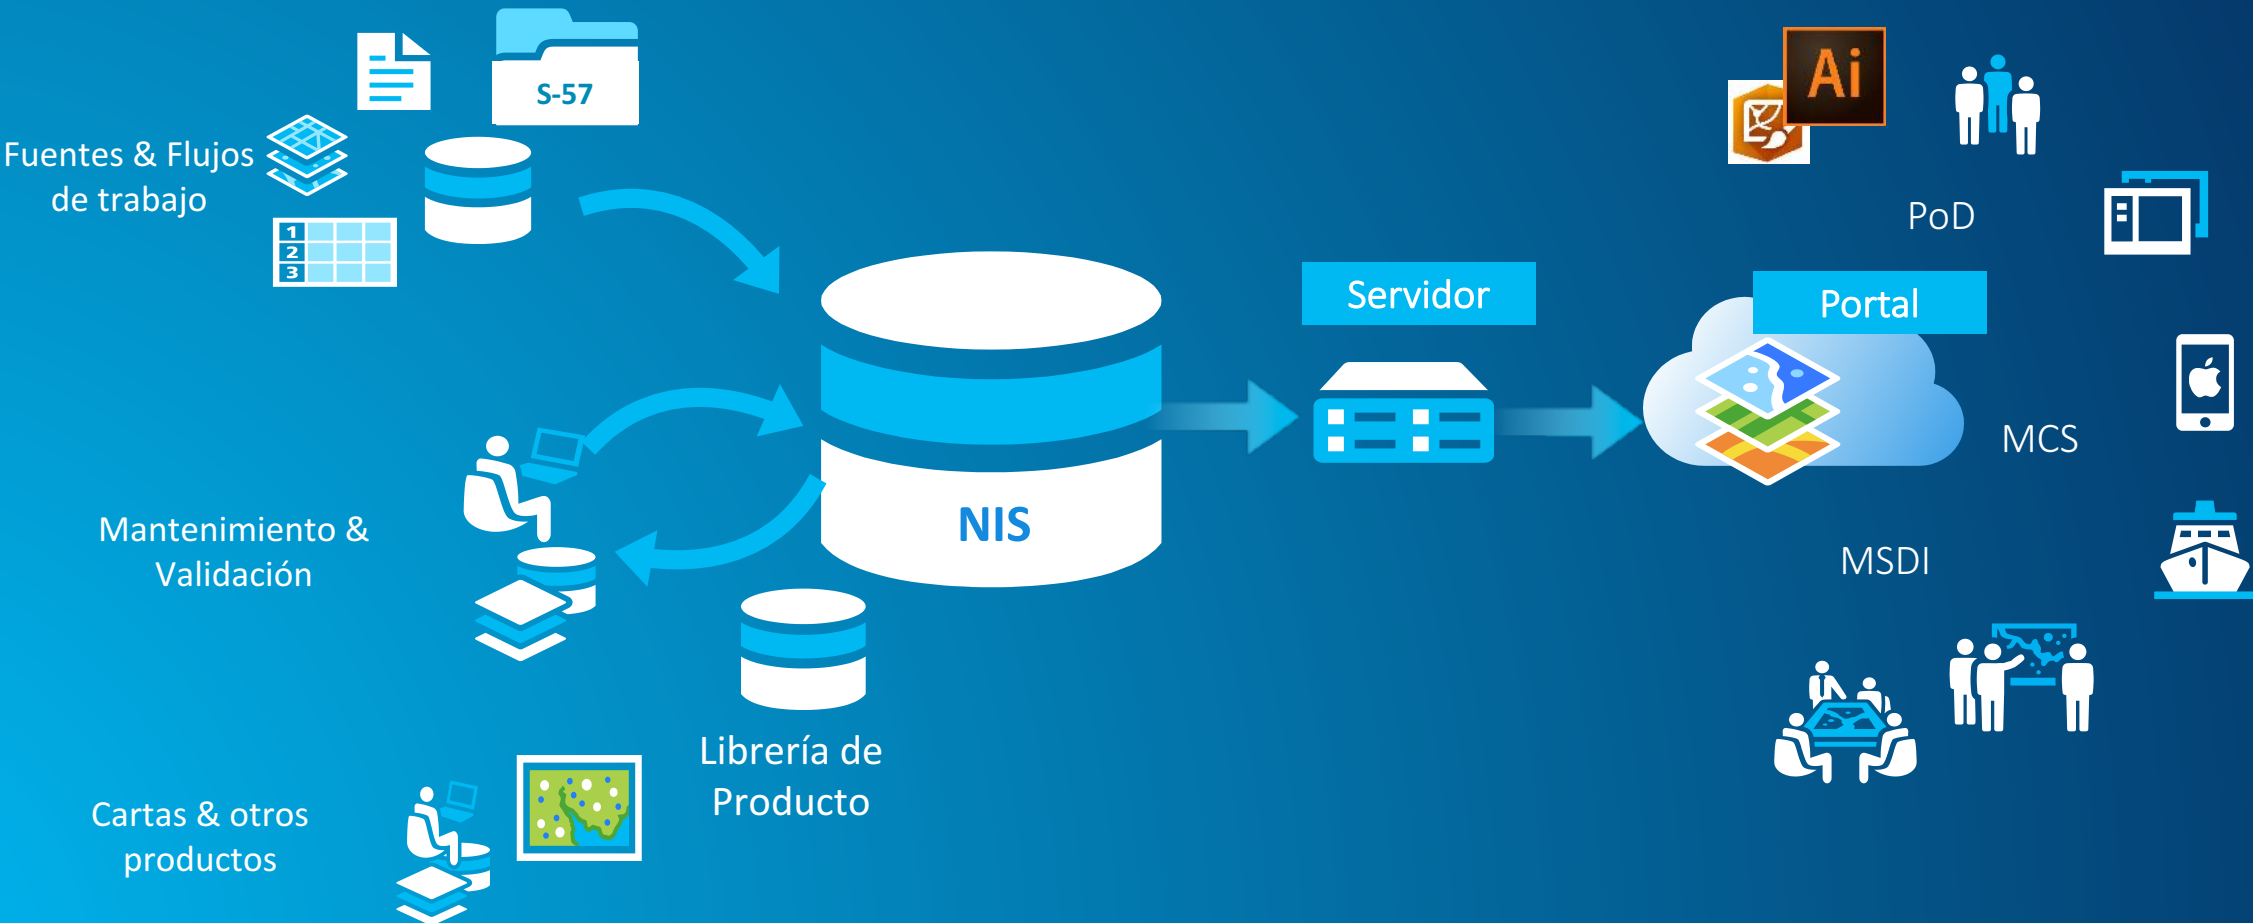 S-57
Fuentes & Flujos
de trabajo
1
2
3
Mantenimiento &
Validación
Cartas & otros
productos
NIS
Librería de
Producto
Servidor
Portal
Ai
PoD
MCS
MSDI